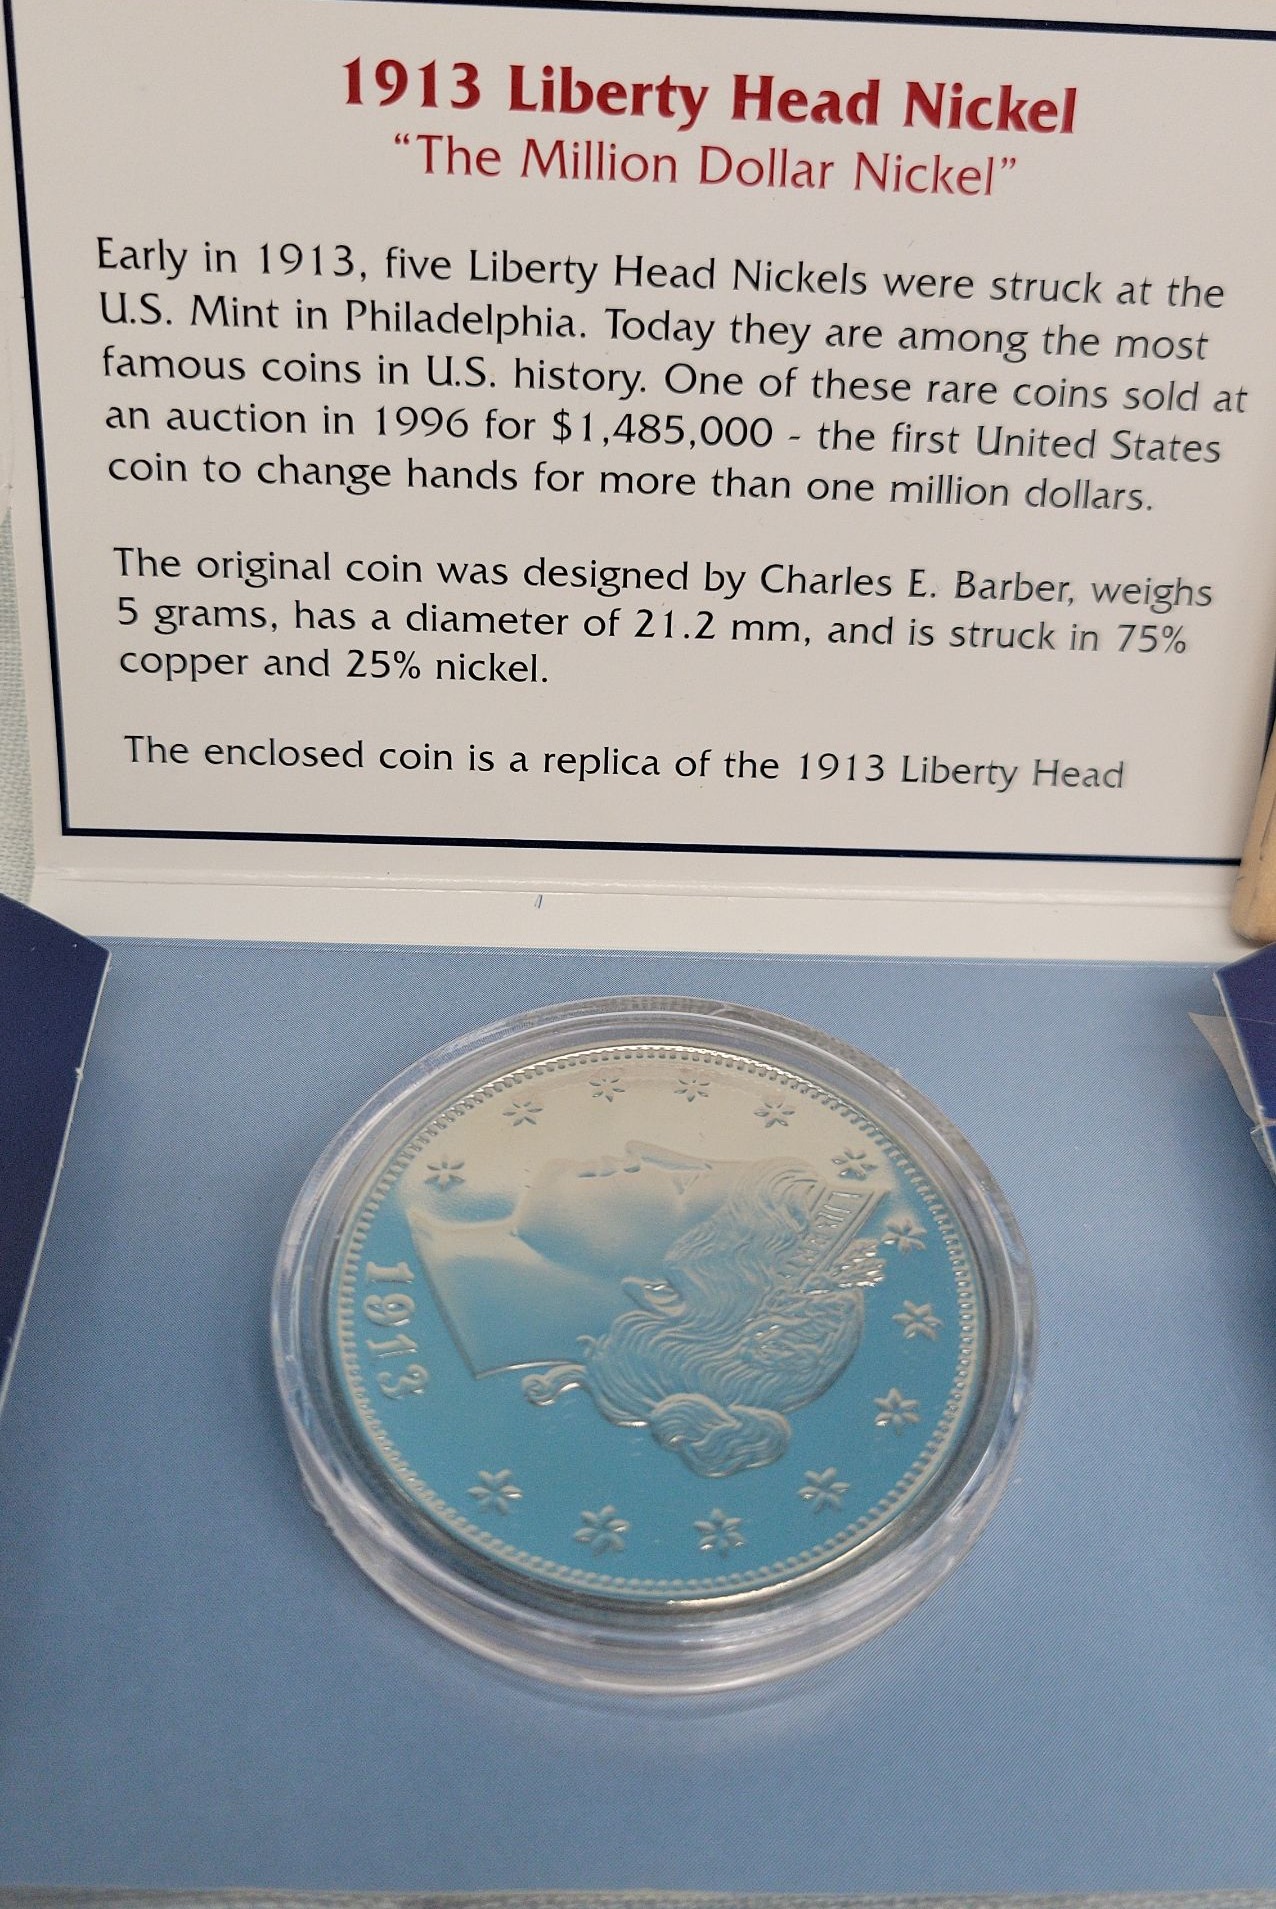 1913 Liberty Head Nickel
“The Million Dollar Nickel”
Early in 1913, five Liberty Head Nickels were struck at the
U.S. Mint in Philadelphia. Today they are among the most
famous coins in U.S. history. One of these rare coins sold at
an auction in 1996 for $1,485,000 - the first United States
coin to change hands for more than one million dollars.
The original coin was designed by Charles E. Barber, weighs
5 grams, has a diameter of 21.2 mm, and is struck in 75%
copper and 25% nickel.
The enclosed coin is a replica of the 1913 Liberty Head
1913